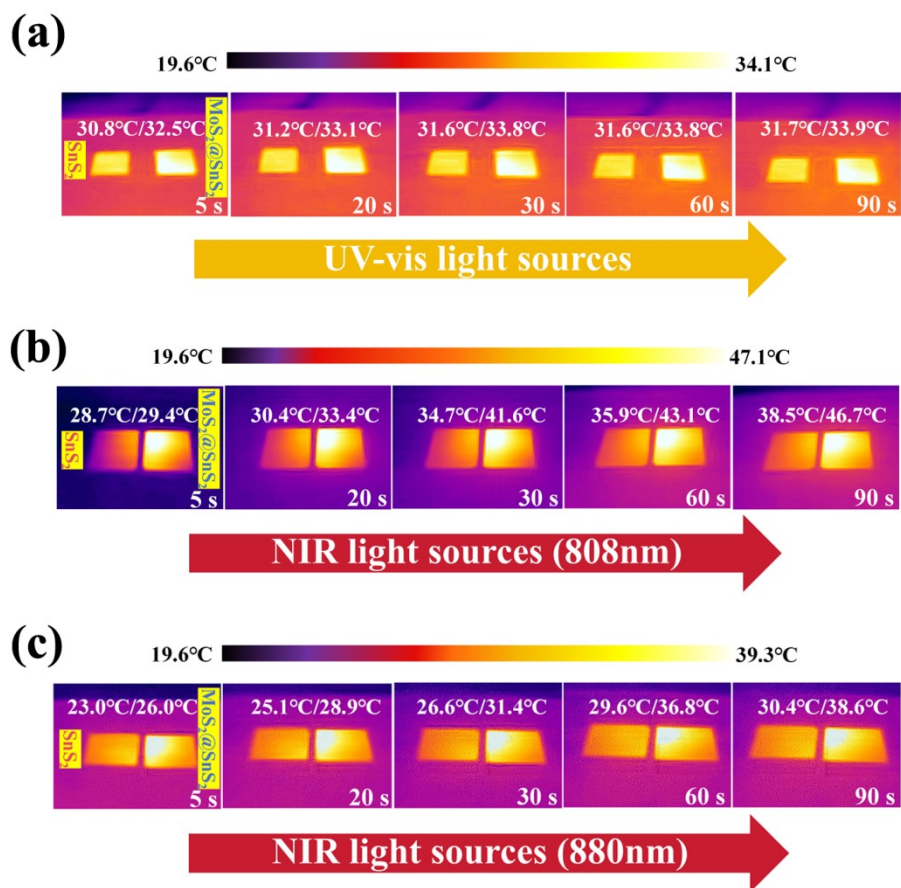 (a)
19.6℃ 34.1℃
30.8℃/32.5℃ 31.2℃/33.1℃ 31.6℃/33.8℃ 31.6℃/33.8℃ 31.7℃/33.9℃
SnS₂
MoS₂@SnS₂
5 s 20 s 30 s 60 s 90 s
UV-vis light sources
(b)
19.6℃ 47.1℃
28.7℃/29.4℃ 30.4℃/33.4℃ 34.7℃/41.6℃ 35.9℃/43.1℃ 38.5℃/46.7℃
SnS₂
MoS₂@SnS₂
5 s 20 s 30 s 60 s 90 s
NIR light sources (808nm)
(c)
19.6℃ 39.3℃
23.0℃/26.0℃ 25.1℃/28.9℃ 26.6℃/31.4℃ 29.6℃/36.8℃ 30.4℃/38.6℃
SnS₂
MoS₂@SnS₂
5 s 20 s 30 s 60 s 90 s
NIR light sources (880nm)